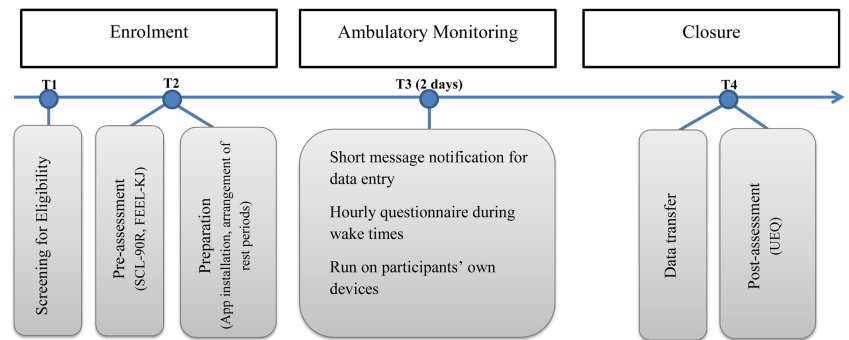 Enrolment
Ambulatory Monitoring
Closure
T1
T2
T3 (2 days)
T4
Screening for Eligibility
Pre-assessment
(SCL-90R, FEEL-KJ)
Preparation
(App installation, arrangement of
rest periods)
Short message notification for
data entry
Hourly questionnaire during
wake times
Run on participants’ own
devices
Data transfer
Post-assessment
(UEQ)